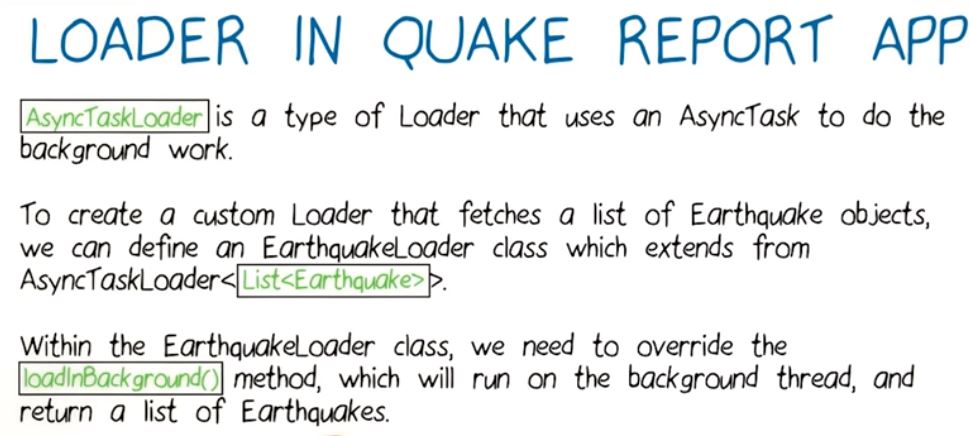 LOADER IN QUAKE REPORT APP
AsyncTaskLoader is a type of Loader that uses an AsyncTask to do the
background work.
To create a custom Loader that fetches a list of Earthquake objects,
we can define an EarthquakeLoader class which extends from
AsyncTaskLoader<List<Earthquake>>.
Within the EarthquakeLoader class, we need to override the
loadInBackground() method, which will run on the background thread, and
return a list of Earthquakes.